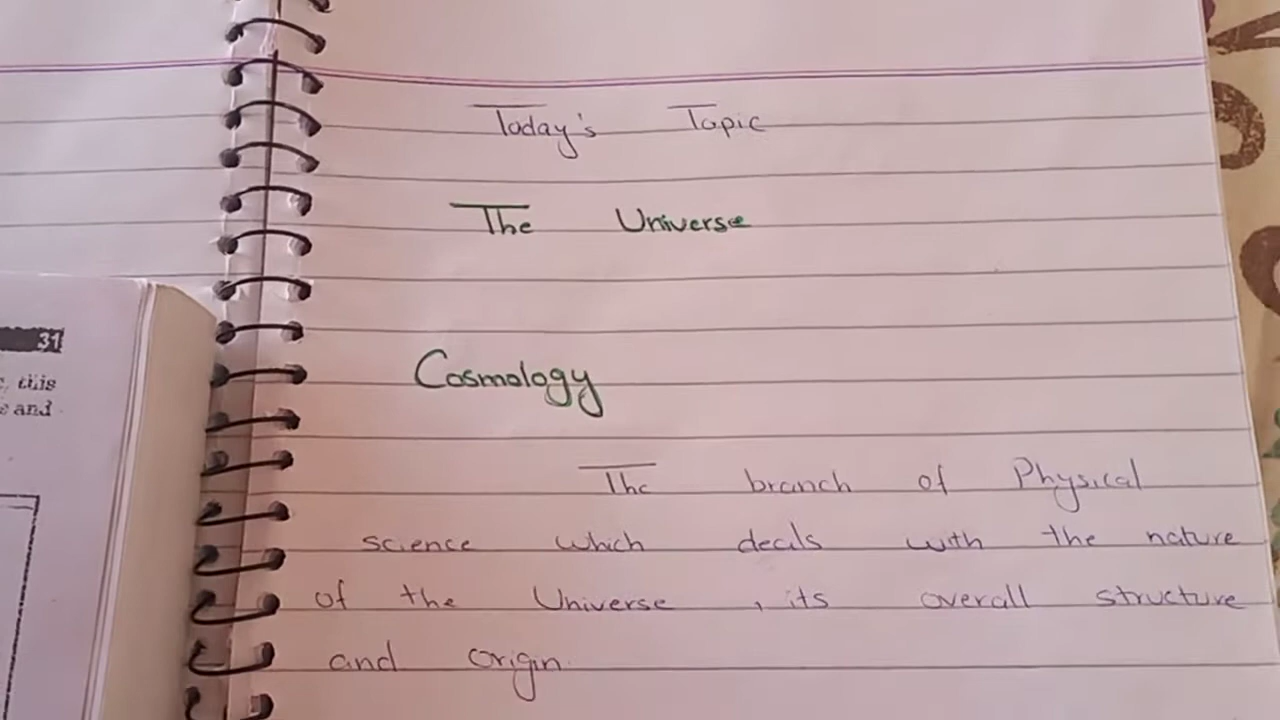 31
, this
and
Today's Topic
The Universe
Cosmology
The branch of Physical
science which deals with the nature
of the Universe , its overall structure
and origin.